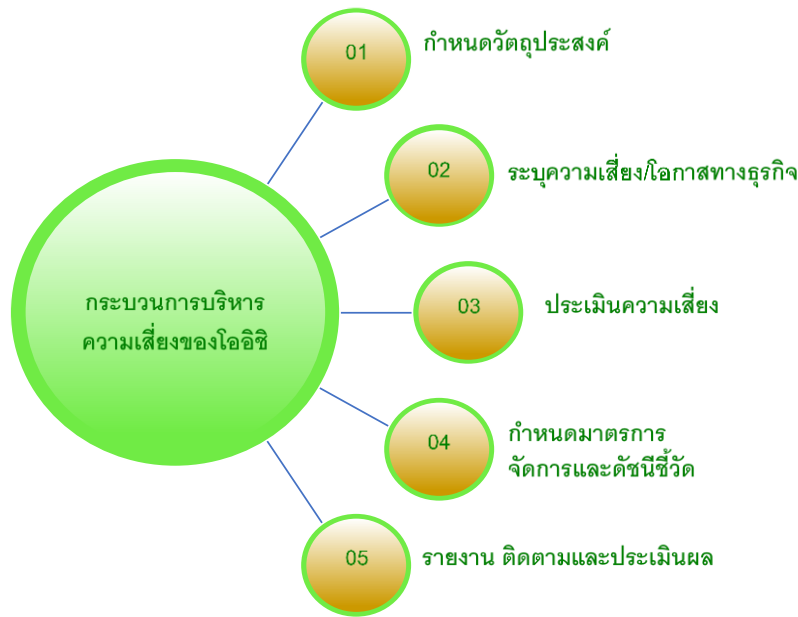 01
กำหนดวัตถุประสงค์
02
ระบุความเสี่ยง/โอกาสทางธุรกิจ
กระบวนการบริหาร
ความเสี่ยงของโออิชิ
03
ประเมินความเสี่ยง
04
กำหนดมาตรการ
จัดการและดัชนีชี้วัด
05
รายงาน ติดตามและประเมินผล